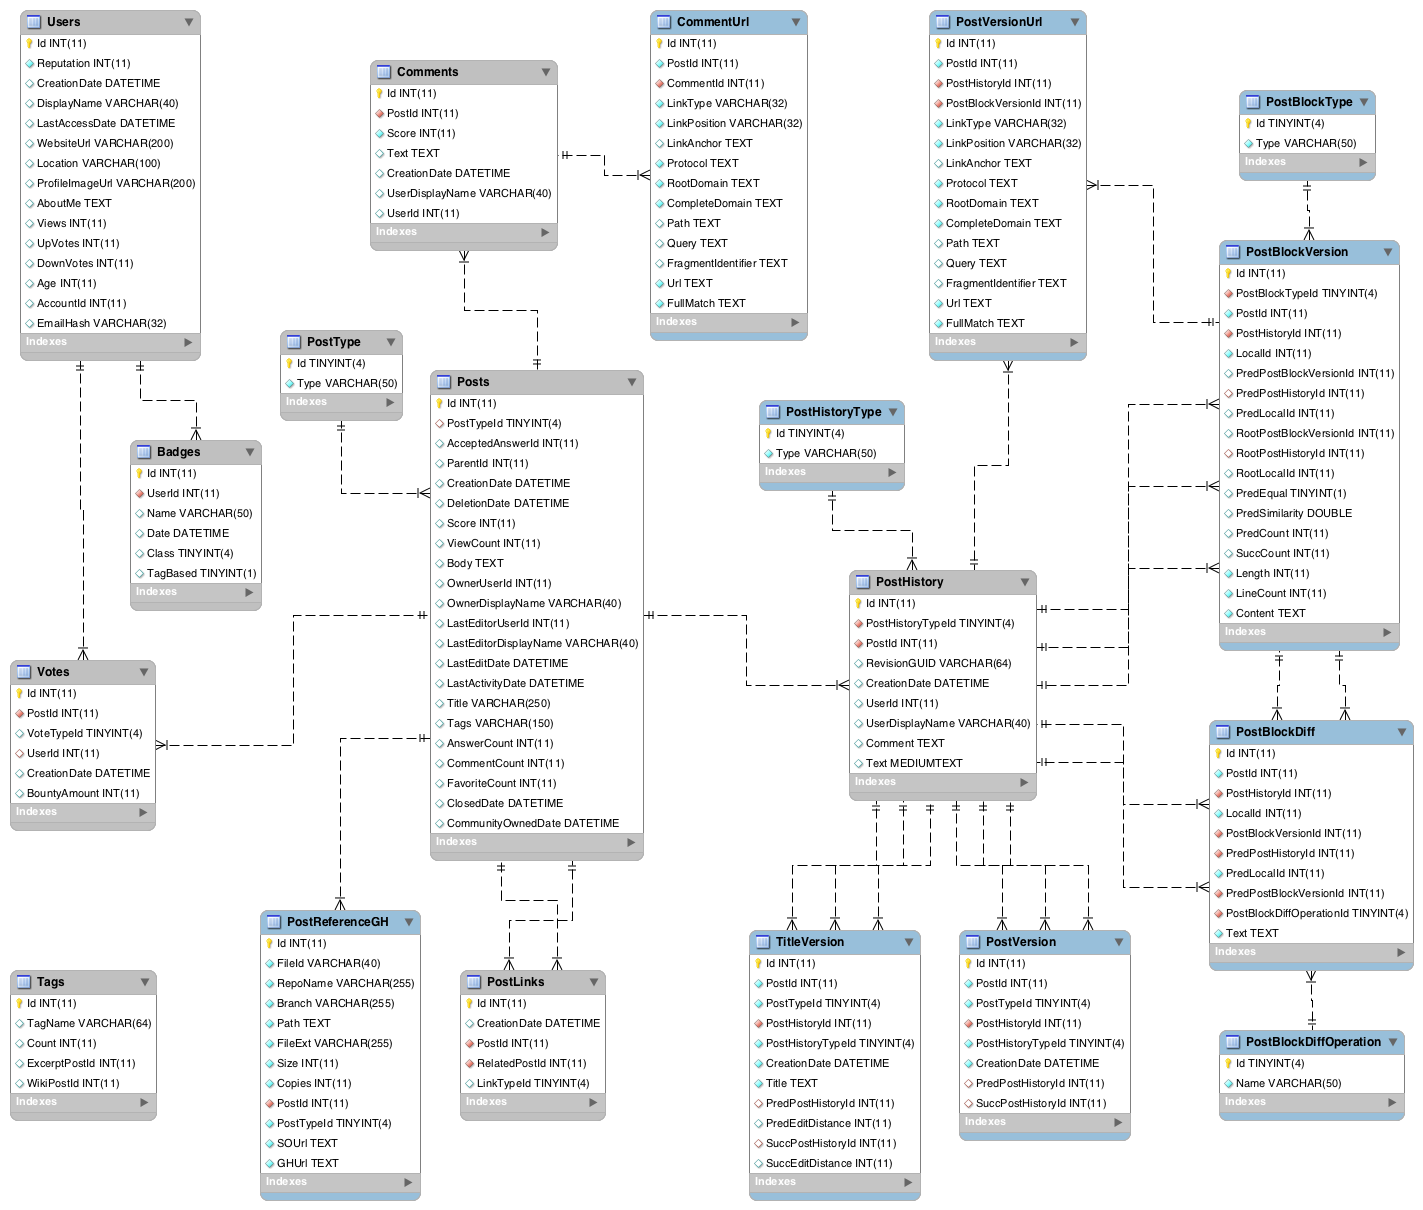 Users
Id INT(11)
Reputation INT(11)
CreationDate DATETIME
DisplayName VARCHAR(40)
LastAccessDate DATETIME
WebsiteUrl VARCHAR(200)
Location VARCHAR(100)
ProfileImageUrl VARCHAR(200)
AboutMe TEXT
Views INT(11)
UpVotes INT(11)
DownVotes INT(11)
Age INT(11)
AccountId INT(11)
EmailHash VARCHAR(32)
Indexes
Comments
Id INT(11)
PostId INT(11)
Score INT(11)
Text TEXT
CreationDate DATETIME
UserDisplayName VARCHAR(40)
UserId INT(11)
Indexes
CommentUrl
Id INT(11)
PostId INT(11)
CommentId INT(11)
LinkType VARCHAR(32)
LinkPosition VARCHAR(32)
LinkAnchor TEXT
Protocol TEXT
RootDomain TEXT
CompleteDomain TEXT
Path TEXT
Query TEXT
FragmentIdentifier TEXT
Url TEXT
FullMatch TEXT
Indexes
PostVersionUrl
Id INT(11)
PostId INT(11)
PostHistoryId INT(11)
PostBlockVersionId INT(11)
LinkType VARCHAR(32)
LinkPosition VARCHAR(32)
LinkAnchor TEXT
Protocol TEXT
RootDomain TEXT
CompleteDomain TEXT
Path TEXT
Query TEXT
FragmentIdentifier TEXT
Url TEXT
FullMatch TEXT
Indexes
PostBlockType
Id TINYINT(4)
Type VARCHAR(50)
Indexes
PostBlockVersion
Id INT(11)
PostBlockTypeId TINYINT(4)
PostId INT(11)
PostHistoryId INT(11)
LocalId INT(11)
PredPostBlockVersionId INT(11)
PredPostHistoryId INT(11)
PredLocalId INT(11)
RootPostBlockVersionId INT(11)
RootPostHistoryId INT(11)
RootLocalId INT(11)
PredEqual TINYINT(1)
PredSimilarity DOUBLE
PredCount INT(11)
SuccCount INT(11)
Length INT(11)
LineCount INT(11)
Content TEXT
Indexes
PostType
Id TINYINT(4)
Type VARCHAR(50)
Indexes
Posts
Id INT(11)
PostTypeId TINYINT(4)
AcceptedAnswerId INT(11)
ParentId INT(11)
CreationDate DATETIME
DeletionDate DATETIME
Score INT(11)
ViewCount INT(11)
Body TEXT
OwnerUserId INT(11)
OwnerDisplayName VARCHAR(40)
LastEditorUserId INT(11)
LastEditorDisplayName VARCHAR(40)
LastEditDate DATETIME
LastActivityDate DATETIME
Title VARCHAR(250)
Tags VARCHAR(150)
AnswerCount INT(11)
CommentCount INT(11)
FavoriteCount INT(11)
ClosedDate DATETIME
CommunityOwnedDate DATETIME
Indexes
PostHistoryType
Id TINYINT(4)
Type VARCHAR(50)
Indexes
Badges
Id INT(11)
UserId INT(11)
Name VARCHAR(50)
Date DATETIME
Class TINYINT(4)
TagBased TINYINT(1)
Indexes
PostHistory
Id INT(11)
PostHistoryTypeId TINYINT(4)
PostId INT(11)
RevisionGUID VARCHAR(64)
CreationDate DATETIME
UserId INT(11)
UserDisplayName VARCHAR(40)
Comment TEXT
Text MEDIUMTEXT
Indexes
Votes
Id INT(11)
PostId INT(11)
VoteTypeId TINYINT(4)
UserId INT(11)
CreationDate DATETIME
BountyAmount INT(11)
Indexes
PostBlockDiff
Id INT(11)
PostId INT(11)
PostHistoryId INT(11)
LocalId INT(11)
PostBlockVersionId INT(11)
PredPostHistoryId INT(11)
PredLocalId INT(11)
PredPostBlockVersionId INT(11)
PostBlockDiffOperationId TINYINT(4)
Text TEXT
Indexes
PostReferenceGH
Id INT(11)
FileId VARCHAR(40)
RepoName VARCHAR(255)
Branch VARCHAR(255)
Path TEXT
FileExt VARCHAR(255)
Size INT(11)
Copies INT(11)
PostId INT(11)
PostTypeId TINYINT(4)
SOUrl TEXT
GHUrl TEXT
Indexes
TitleVersion
Id INT(11)
PostId INT(11)
PostTypeId TINYINT(4)
PostHistoryId INT(11)
PostHistoryTypeId TINYINT(4)
CreationDate DATETIME
Title TEXT
PredPostHistoryId INT(11)
PredEditDistance INT(11)
SuccPostHistoryId INT(11)
SuccEditDistance INT(11)
Indexes
PostVersion
Id INT(11)
PostId INT(11)
PostTypeId TINYINT(4)
PostHistoryId INT(11)
PostHistoryTypeId TINYINT(4)
CreationDate DATETIME
PredPostHistoryId INT(11)
SuccPostHistoryId INT(11)
Indexes
Tags
Id INT(11)
TagName VARCHAR(64)
Count INT(11)
ExcerptPostId INT(11)
WikiPostId INT(11)
Indexes
PostLinks
Id INT(11)
CreationDate DATETIME
PostId INT(11)
RelatedPostId INT(11)
LinkTypeId TINYINT(4)
Indexes
PostBlockDiffOperation
Id TINYINT(4)
Name VARCHAR(50)
Indexes